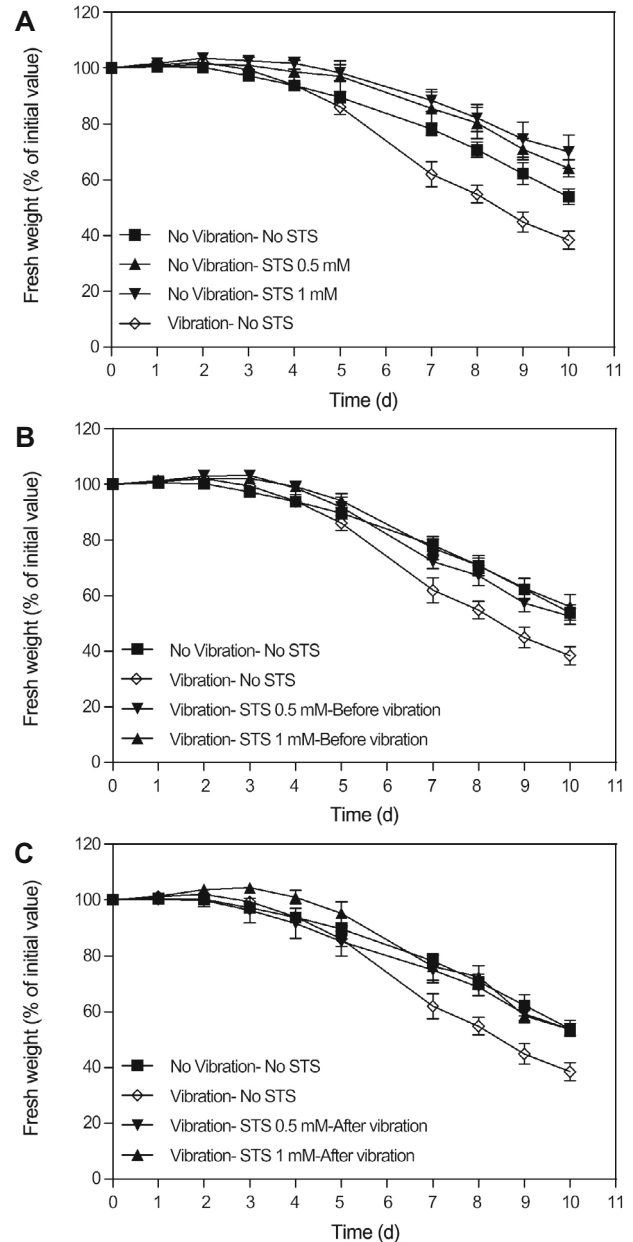 A
120
100
80
60
40
20
0
Fresh weight (% of initial value)
No Vibration- No STS
No Vibration- STS 0.5 mM
No Vibration- STS 1 mM
Vibration- No STS
0 1 2 3 4 5 7 8 9 10 11
Time (d)
B
120
100
80
60
40
20
0
Fresh weight (% of initial value)
No Vibration- No STS
Vibration- No STS
Vibration- STS 0.5 mM-Before vibration
Vibration- STS 1 mM-Before vibration
0 1 2 3 4 5 7 8 9 10 11
Time (d)
C
120
100
80
60
40
20
0
Fresh weight (% of initial value)
No Vibration- No STS
Vibration- No STS
Vibration- STS 0.5 mM-After vibration
Vibration- STS 1 mM-After vibration
0 1 2 3 4 5 7 8 9 10 11
Time (d)